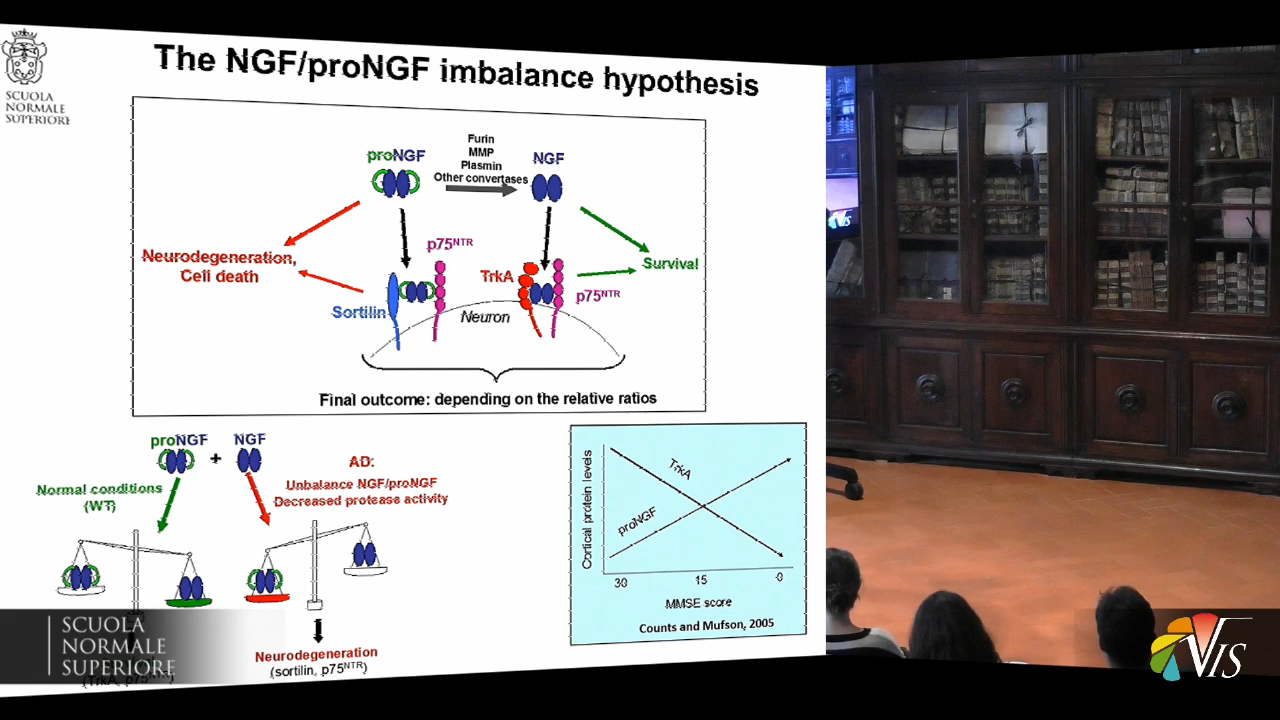 SCUOLA
NORMALE
SUPERIORE
The NGF/proNGF imbalance hypothesis
proNGF
Furin
MMP
Plasmin
Other convertases
NGF
Neurodegeneration,
Cell death
p75NTR
TrkA
Survival
Sortilin
Neuron
p75NTR
Final outcome: depending on the relative ratios
proNGF + NGF
Normal conditions
(WT)
AD:
Unbalance NGF/proNGF
Decreased protease activity
Neurodegeneration
(sortilin, p75NTR)
(TrkA, p75NTR)
Cortical protein levels
TrkA
proNGF
30 15 0
MMSE score
Counts and Mufson, 2005
SCUOLA
NORMALE
SUPERIORE
VIS
VIS